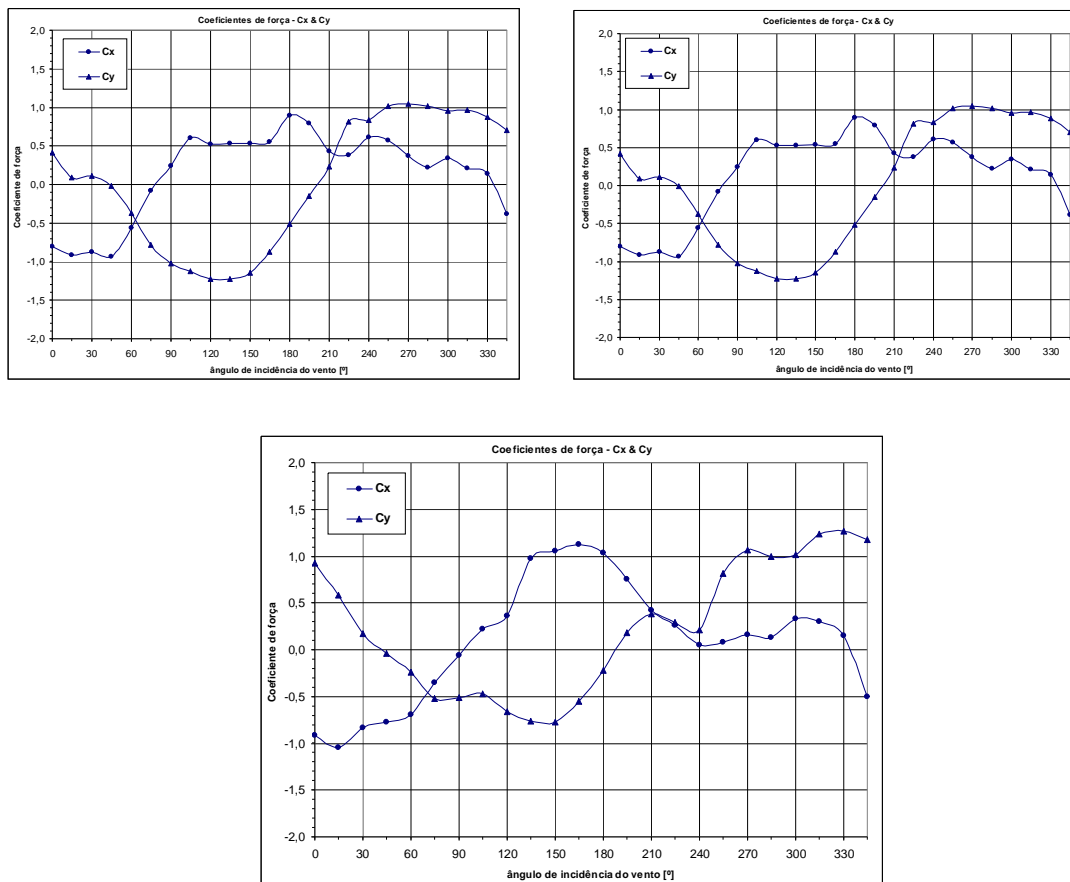 Coeficientes de força - Cx & Cy
2,0
1,5
1,0
0,5
0,0
-0,5
-1,0
-1,5
-2,0
Coeficiente de força
Cx
Cy
0 30 60 90 120 150 180 210 240 270 300 330
ângulo de incidência do vento [º]
Coeficientes de força - Cx & Cy
2,0
1,5
1,0
0,5
0,0
-0,5
-1,0
-1,5
-2,0
Coeficiente de força
Cx
Cy
0 30 60 90 120 150 180 210 240 270 300 330
ângulo de incidência do vento [º]
Coeficientes de força - Cx & Cy
2,0
1,5
1,0
0,5
0,0
-0,5
-1,0
-1,5
-2,0
Coeficiente de força
Cx
Cy
0 30 60 90 120 150 180 210 240 270 300 330
ângulo de incidência do vento [º]